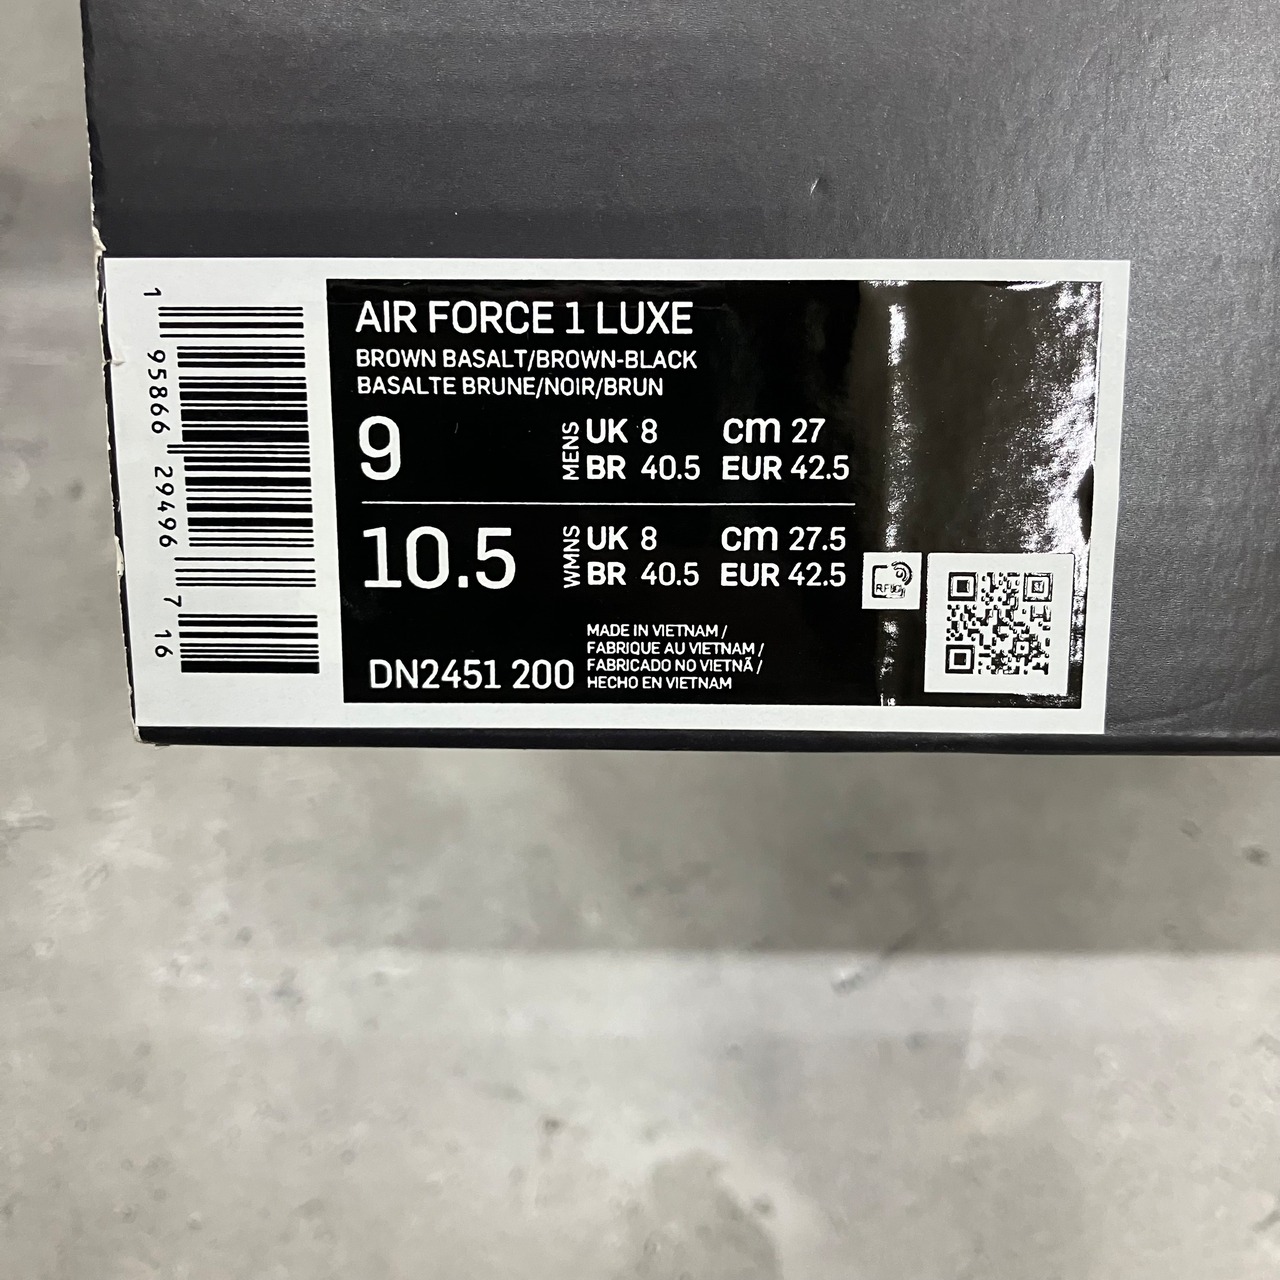 AIR FORCE 1 LUXE
BROWN BASALT/BROWN-BLACK
BASALTE BRUNE/NOIR/BRUN
9
MENS
UK 8 cm 27
BR 40.5 EUR 42.5
10.5
WMNS
UK 8 cm 27.5
BR 40.5 EUR 42.5
MADE IN VIETNAM /
FABRIQUE AU VIETNAM /
FABRICADO NO VIETNÃ /
HECHO EN VIETNAM
DN2451 200
1 95866 29496 7 16